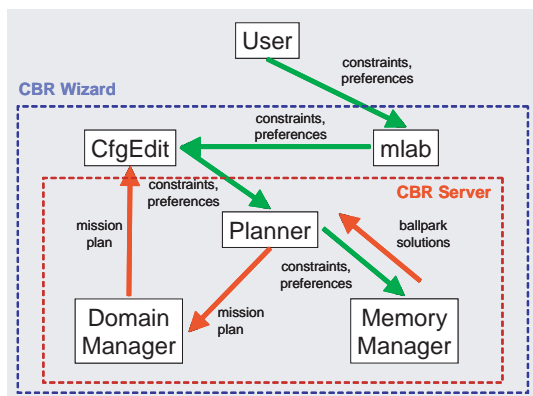 User
constraints,
preferences
CBR Wizard
constraints,
preferences
CfgEdit
mlab
constraints,
preferences
CBR Server
mission
plan
Planner
ballpark
solutions
constraints,
preferences
mission
plan
Domain
Manager
Memory
Manager